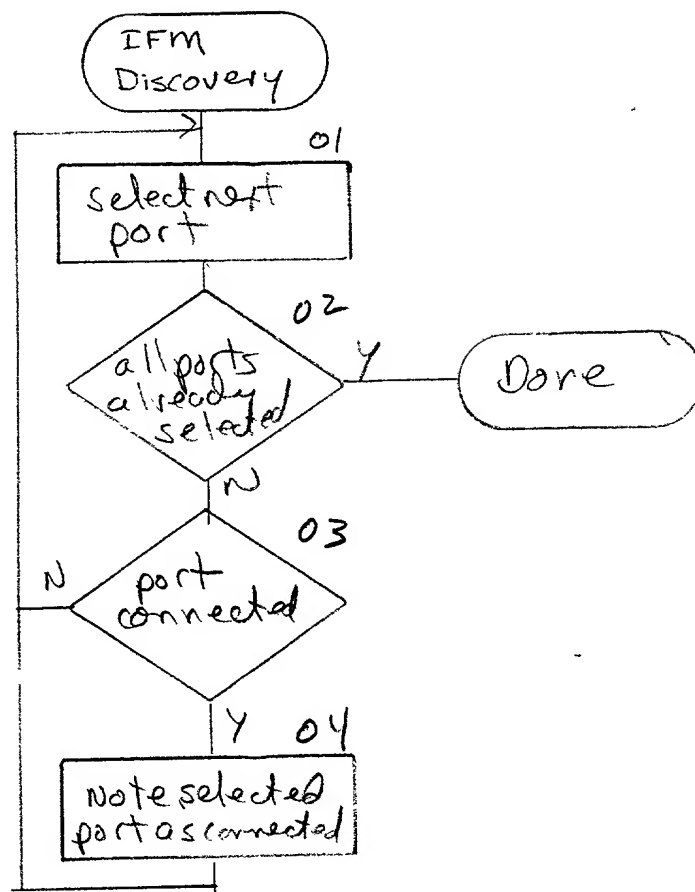 IFM
Discovery
01
select next
port
02
all ports
already
selected
Y
Done
N
03
port
connected
N
Y
04
Note selected
port as connected